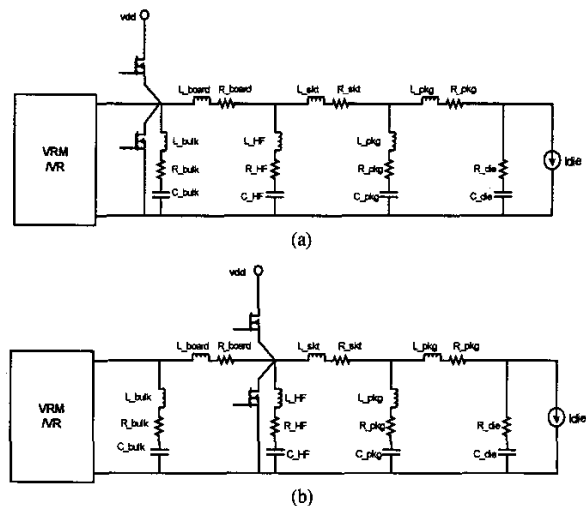 vdd
L_board R_board L_skt R_skt L_pkg R_pkg
VRM
/VR
L_bulk L_HF L_pkg
R_bulk R_HF R_pkg R_die
C_bulk C_HF C_pkg C_die
Idie
(a)
vdd
L_board R_board L_skt R_skt L_pkg R_pkg
VRM
/VR
L_bulk L_HF L_pkg
R_bulk R_HF R_pkg R_die
C_bulk C_HF C_pkg C_die
Idie
(b)